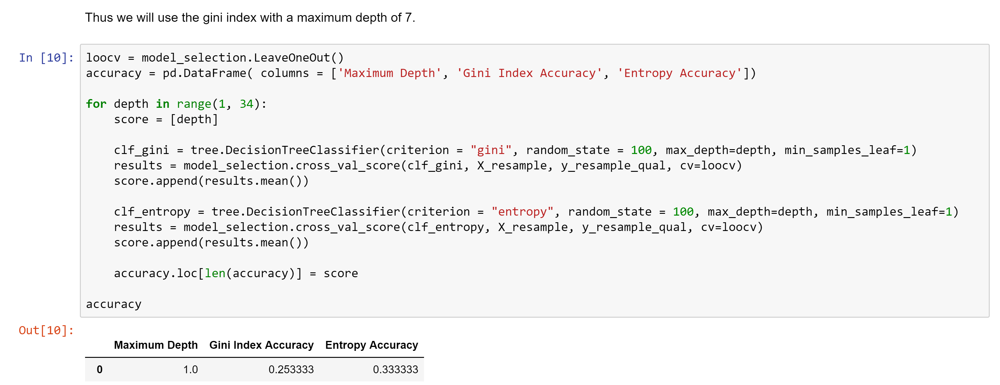 Thus we will use the gini index with a maximum depth of 7.
In [10]:
loocv = model_selection.LeaveOneOut()
accuracy = pd.DataFrame( columns = ['Maximum Depth', 'Gini Index Accuracy', 'Entropy Accuracy'])
for depth in range(1, 34):
    score = [depth]
    clf_gini = tree.DecisionTreeClassifier(criterion = "gini", random_state = 100, max_depth=depth, min_samples_leaf=1)
    results = model_selection.cross_val_score(clf_gini, X_resample, y_resample_qual, cv=loocv)
    score.append(results.mean())
    clf_entropy = tree.DecisionTreeClassifier(criterion = "entropy", random_state = 100, max_depth=depth, min_samples_leaf=1)
    results = model_selection.cross_val_score(clf_entropy, X_resample, y_resample_qual, cv=loocv)
    score.append(results.mean())
    accuracy.loc[len(accuracy)] = score
accuracy
Out[10]:
Maximum Depth Gini Index Accuracy Entropy Accuracy
0 1.0 0.253333 0.333333